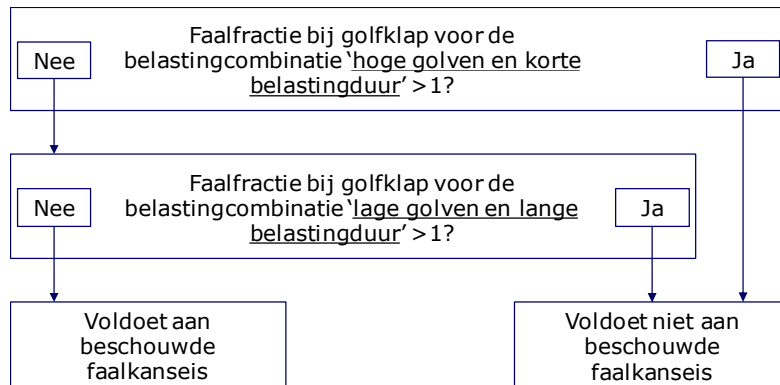 Faalfractie bij golfklap voor de
Nee
belastingcombinatie ‘hoge golven en korte
Ja
belastingduur’ >1?
Faalfractie bij golfklap voor de
Nee
belastingcombinatie ‘lage golven en lange
Ja
belastingduur’ >1?
Voldoet aan
beschouwde
faalkanseis
Voldoet niet aan
beschouwde
faalkanseis